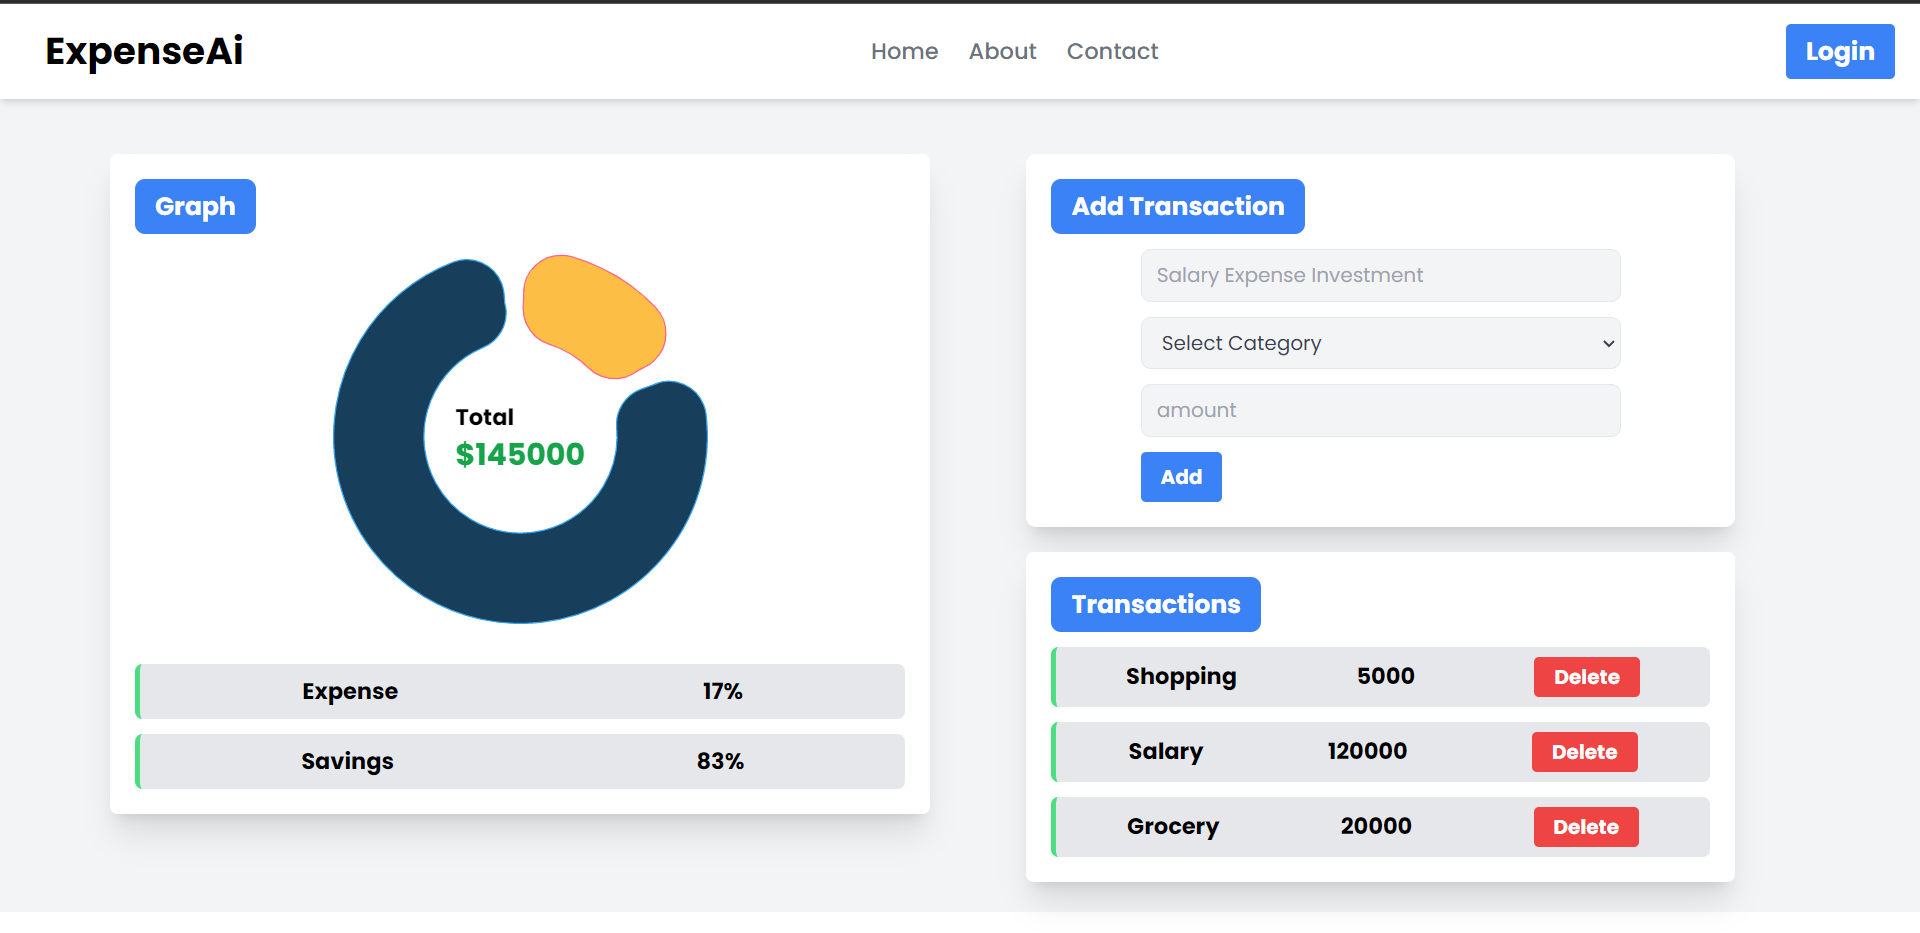 ExpenseAi
Home About Contact
Login
Graph
Total
$145000
Expense 17%
Savings 83%
Add Transaction
Salary Expense Investment
Select Category
amount
Add
Transactions
Shopping 5000 Delete
Salary 120000 Delete
Grocery 20000 Delete